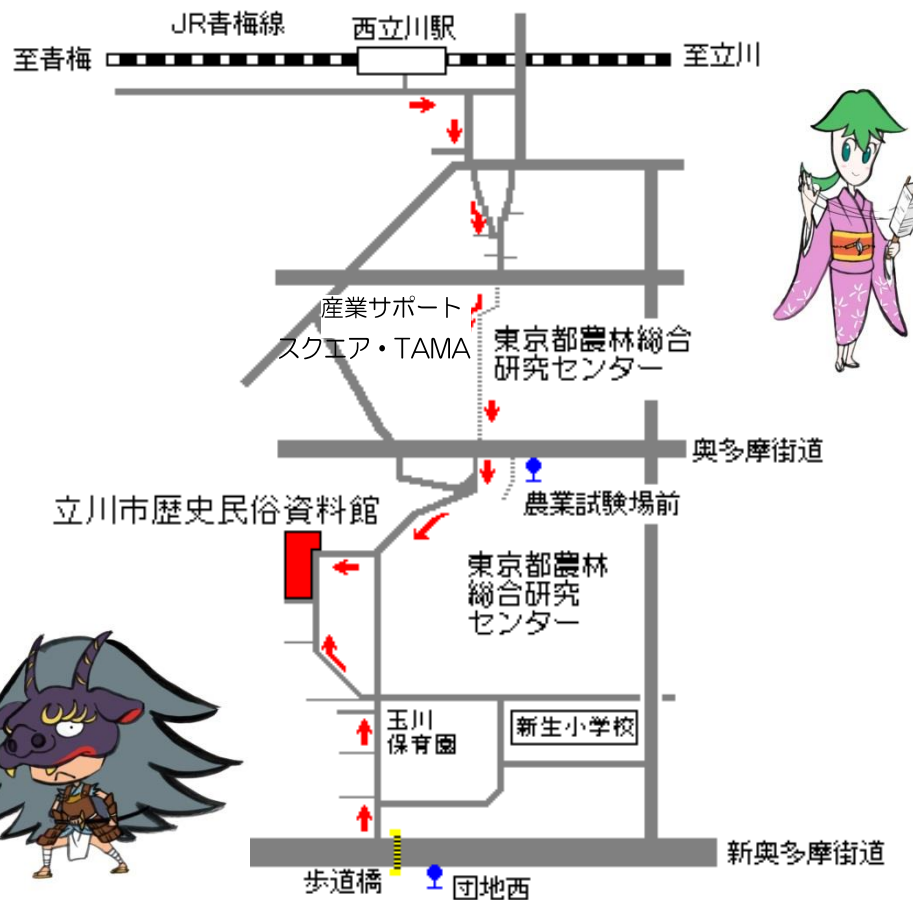 JR青梅線
西立川駅
至青梅
至立川
産業サポート
スクエア・TAMA
東京都農林総合
研究センター
奥多摩街道
農業試験場前
立川市歴史民俗資料館
東京都農林
総合研究
センター
玉川
保育園
新生小学校
新奥多摩街道
歩道橋
団地西